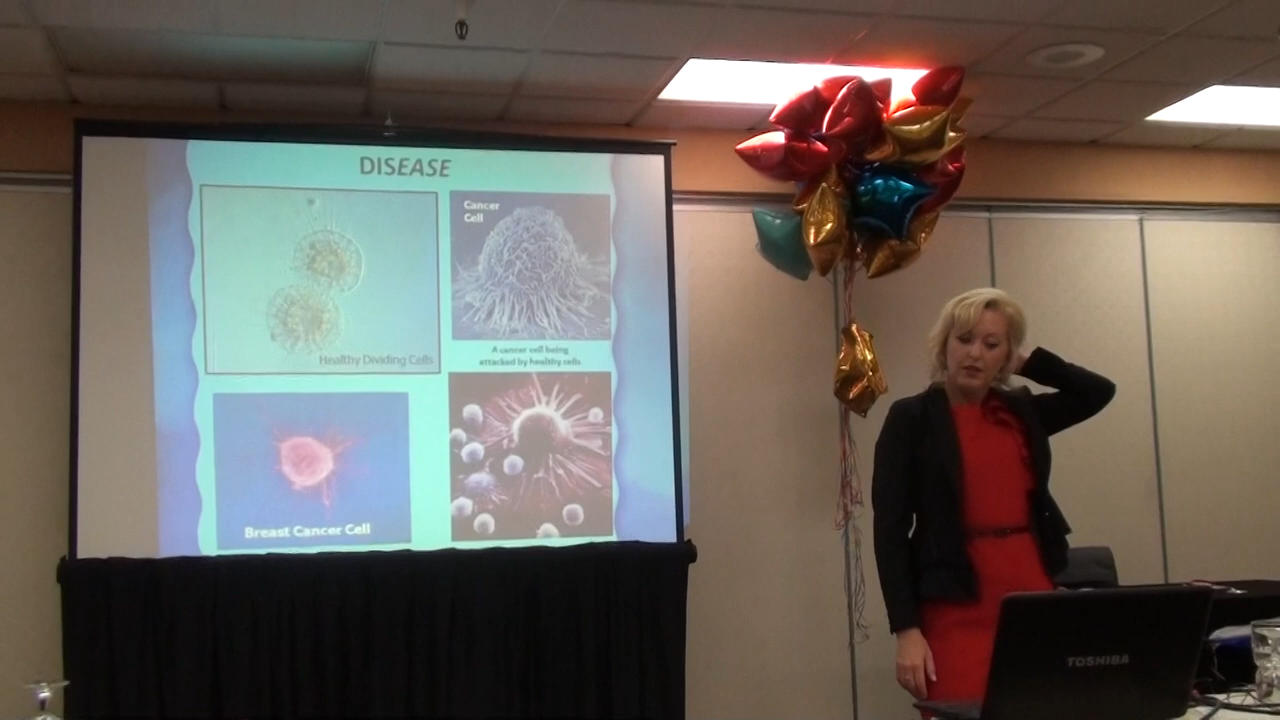 DISEASE
Cancer
Cell
Healthy Dividing Cells
A cancer cell being
attacked by healthy cells
Breast Cancer Cell
TOSHIBA